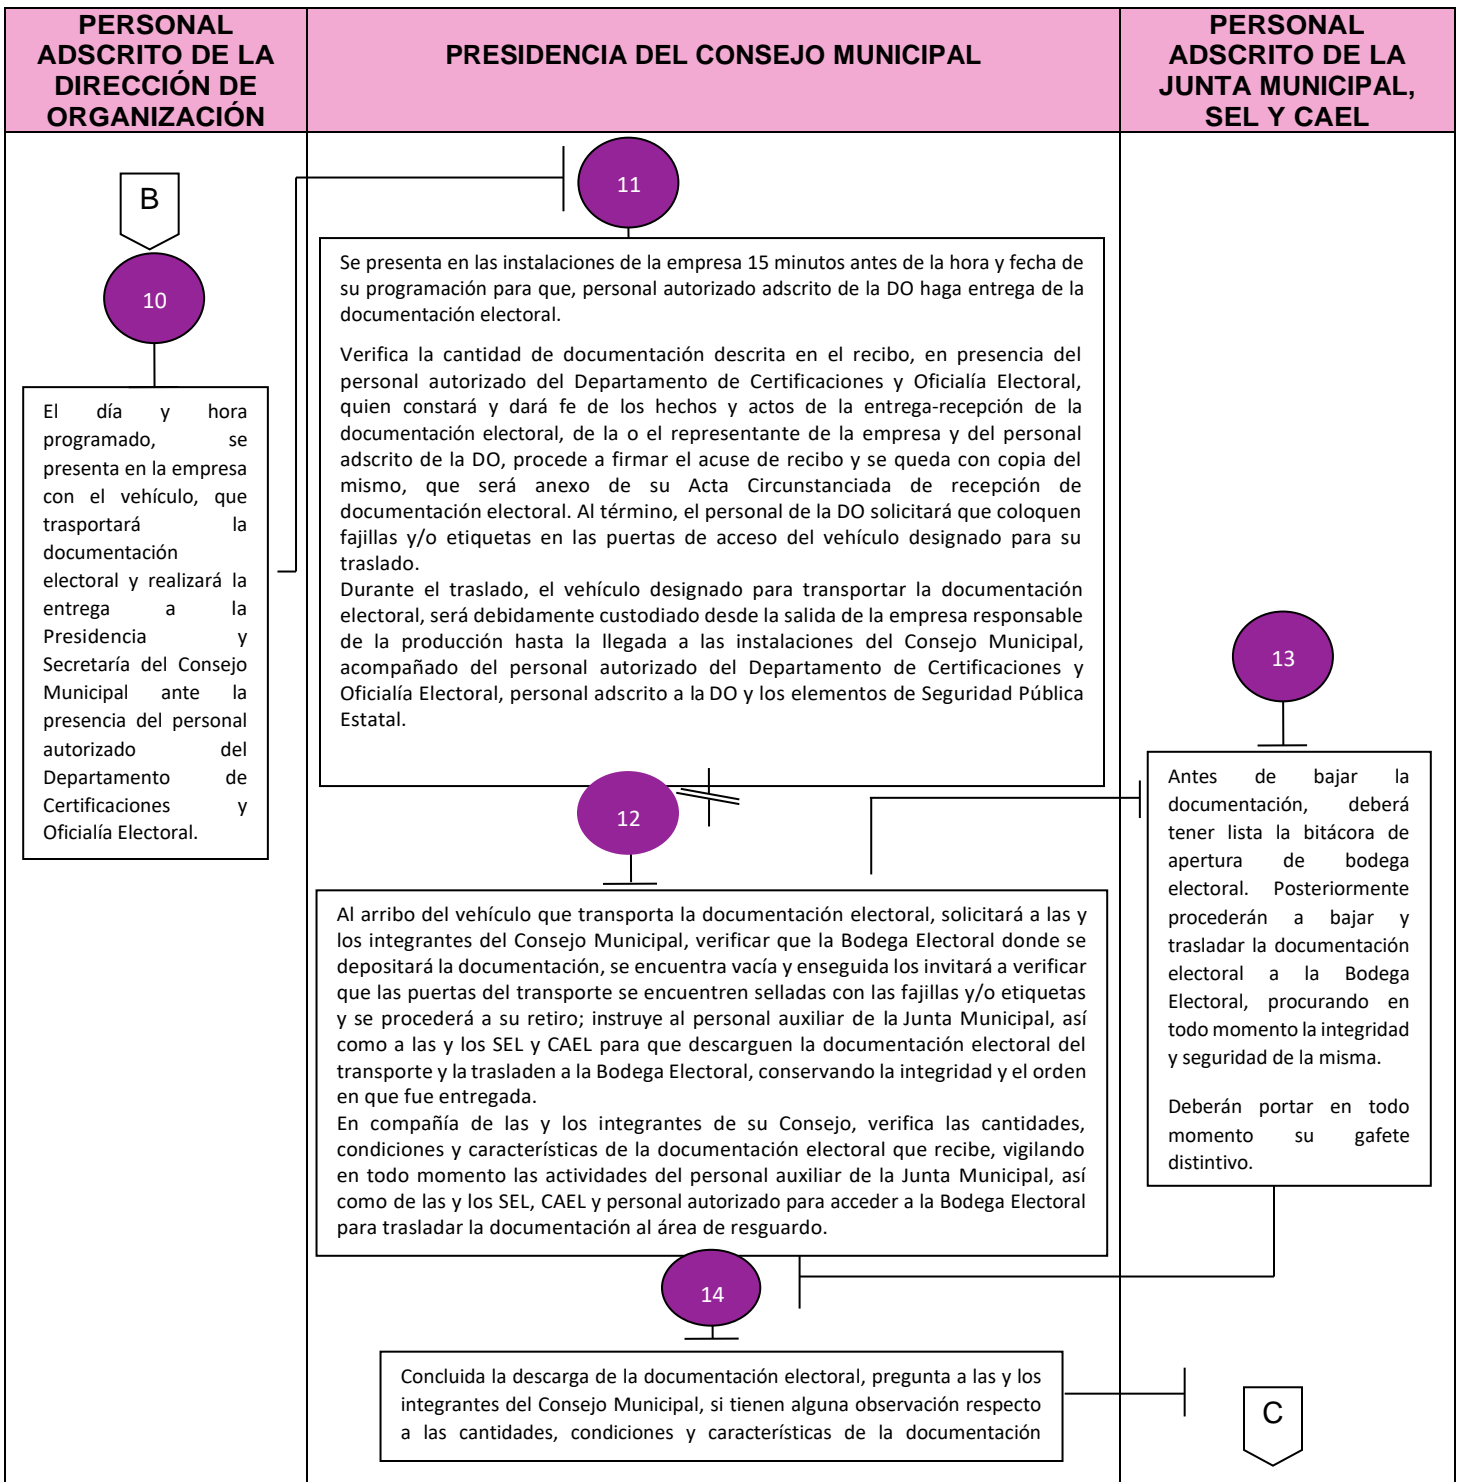 PERSONAL
ADSCRITO DE LA
DIRECCIÓN DE
ORGANIZACIÓN
PRESIDENCIA DEL CONSEJO MUNICIPAL
PERSONAL
ADSCRITO DE LA
JUNTA MUNICIPAL,
SEL Y CAEL
B
10
El día y hora
programado, se
presenta en la empresa
con el vehículo, que
trasportará la
documentación
electoral y realizará la
entrega a la
Presidencia y
Secretaría del Consejo
Municipal ante la
presencia del personal
autorizado del
Departamento de
Certificaciones y
Oficialía Electoral.
11
Se presenta en las instalaciones de la empresa 15 minutos antes de la hora y fecha de
su programación para que, personal autorizado adscrito de la DO haga entrega de la
documentación electoral.
Verifica la cantidad de documentación descrita en el recibo, en presencia del
personal autorizado del Departamento de Certificaciones y Oficialía Electoral,
quien constará y dará fe de los hechos y actos de la entrega-recepción de la
documentación electoral, de la o el representante de la empresa y del personal
adscrito de la DO, procede a firmar el acuse de recibo y se queda con copia del
mismo, que será anexo de su Acta Circunstanciada de recepción de
documentación electoral. Al término, el personal de la DO solicitará que coloquen
fajillas y/o etiquetas en las puertas de acceso del vehículo designado para su
traslado.
Durante el traslado, el vehículo designado para transportar la documentación
electoral, será debidamente custodiado desde la salida de la empresa responsable
de la producción hasta la llegada a las instalaciones del Consejo Municipal,
acompañado del personal autorizado del Departamento de Certificaciones y
Oficialía Electoral, personal adscrito a la DO y los elementos de Seguridad Pública
Estatal.
12
Al arribo del vehículo que transporta la documentación electoral, solicitará a las y
los integrantes del Consejo Municipal, verificar que la Bodega Electoral donde se
depositará la documentación, se encuentra vacía y enseguida los invitará a verificar
que las puertas del transporte se encuentren selladas con las fajillas y/o etiquetas
y se procederá a su retiro; instruye al personal auxiliar de la Junta Municipal, así
como a las y los SEL y CAEL para que descarguen la documentación electoral del
transporte y la trasladen a la Bodega Electoral, conservando la integridad y el orden
en que fue entregada.
En compañía de las y los integrantes de su Consejo, verifica las cantidades,
condiciones y características de la documentación electoral que recibe, vigilando
en todo momento las actividades del personal auxiliar de la Junta Municipal, así
como de las y los SEL, CAEL y personal autorizado para acceder a la Bodega Electoral
para trasladar la documentación al área de resguardo.
13
Antes de bajar la
documentación, deberá
tener lista la bitácora de
apertura de bodega
electoral. Posteriormente
procederán a bajar y
trasladar la documentación
electoral a la Bodega
Electoral, procurando en
todo momento la integridad
y seguridad de la misma.
Deberán portar en todo
momento su gafete
distintivo.
14
Concluida la descarga de la documentación electoral, pregunta a las y los
integrantes del Consejo Municipal, si tienen alguna observación respecto
a las cantidades, condiciones y características de la documentación
C